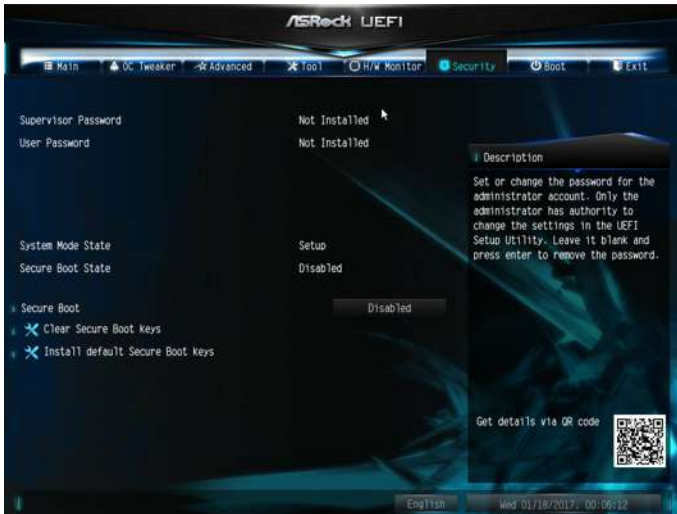 ASRock UEFI
Main OC Tweaker Advanced Tool H/W Monitor Security Boot Exit
Supervisor Password Not Installed
User Password Not Installed
System Mode State Setup
Secure Boot State Disabled
Secure Boot Disabled
Clear Secure Boot keys
Install default Secure Boot keys
Description
Set or change the password for the
administrator account. Only the
administrator has authority to
change the settings in the UEFI
Setup Utility. Leave it blank and
press enter to remove the password.
Get details via QR code
English Wed 01/18/2017, 00:06:12